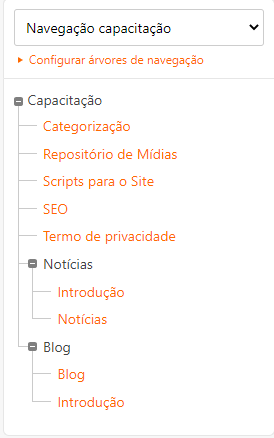 Navegação capacitação
Configurar árvores de navegação
Capacitação
Categorização
Repositório de Mídias
Scripts para o Site
SEO
Termo de privacidade
Notícias
Introdução
Notícias
Blog
Blog
Introdução